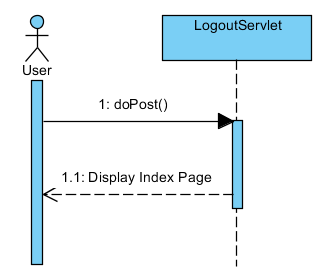 LogoutServlet
User
1: doPost()
1.1: Display Index Page